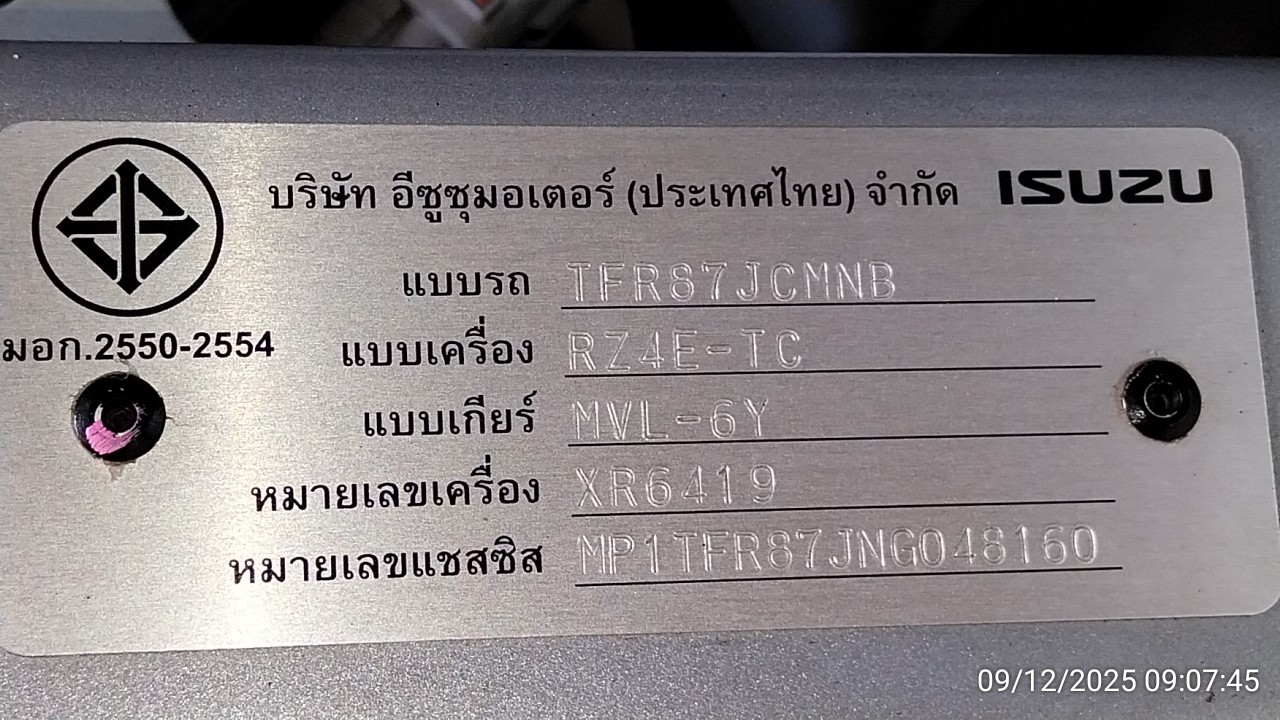 บริษัท อีซูซุมอเตอร์ (ประเทศไทย) จำกัด ISUZU
แบบรถ TFR87JCMNB
มอก.2550-2554
แบบเครื่อง RZ4E-TC
แบบเกียร์ MVL-6Y
หมายเลขเครื่อง XR6419
หมายเลขแชสซิส MP1TFR87JNG048160
09/12/2025 09:07:45